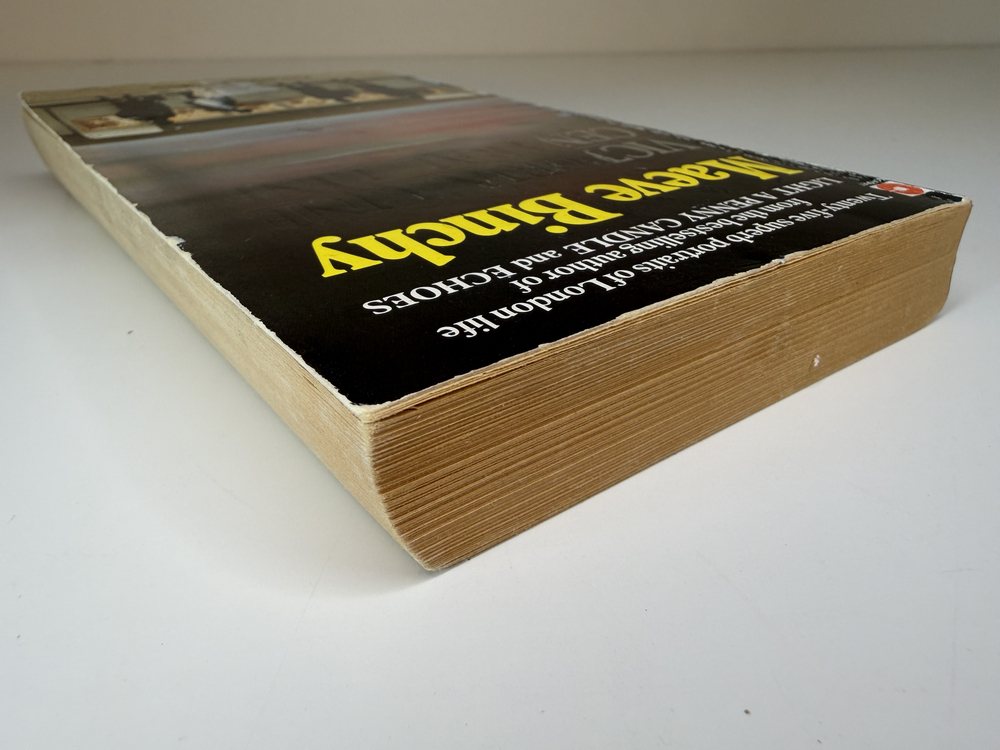 Twenty five superb portraits of London life
from the bestselling author of
LIGHT A PENNY CANDLE and ECHOES
Maeve Binchy